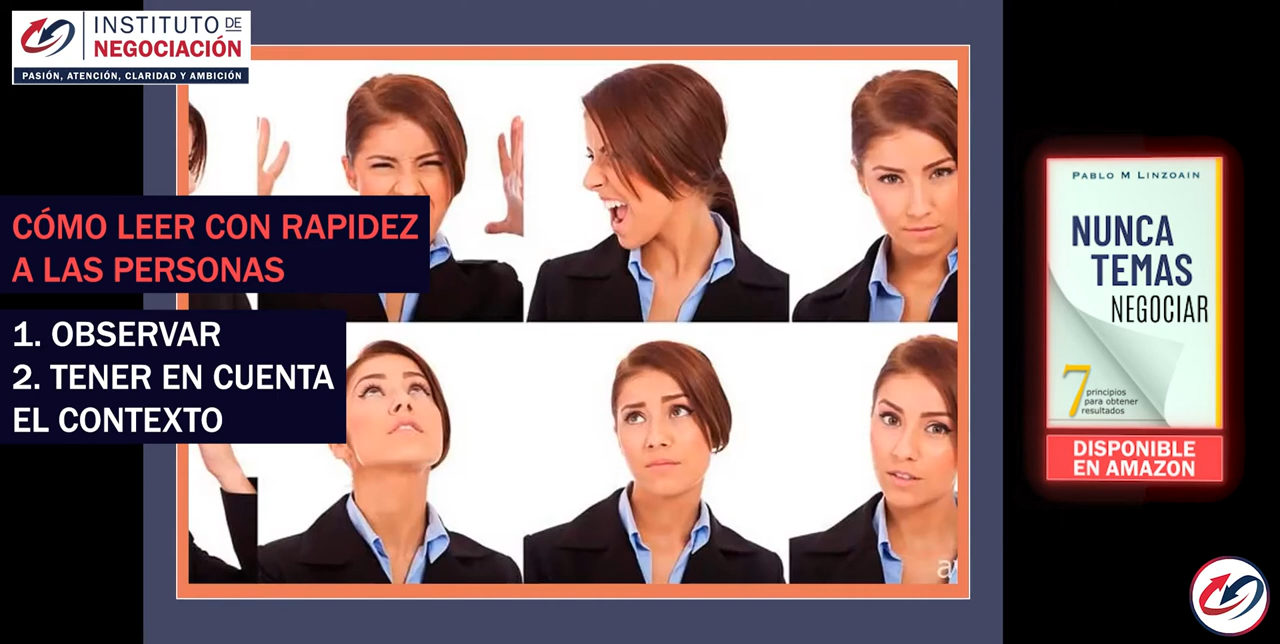 INSTITUTO DE
NEGOCIACIÓN
PASIÓN, ATENCIÓN, CLARIDAD Y AMBICIÓN
CÓMO LEER CON RAPIDEZ
A LAS PERSONAS
1. OBSERVAR
2. TENER EN CUENTA
EL CONTEXTO
PABLO M LINZOAIN
NUNCA
TEMAS
NEGOCIAR
7 principios
para obtener
resultados
DISPONIBLE
EN AMAZON